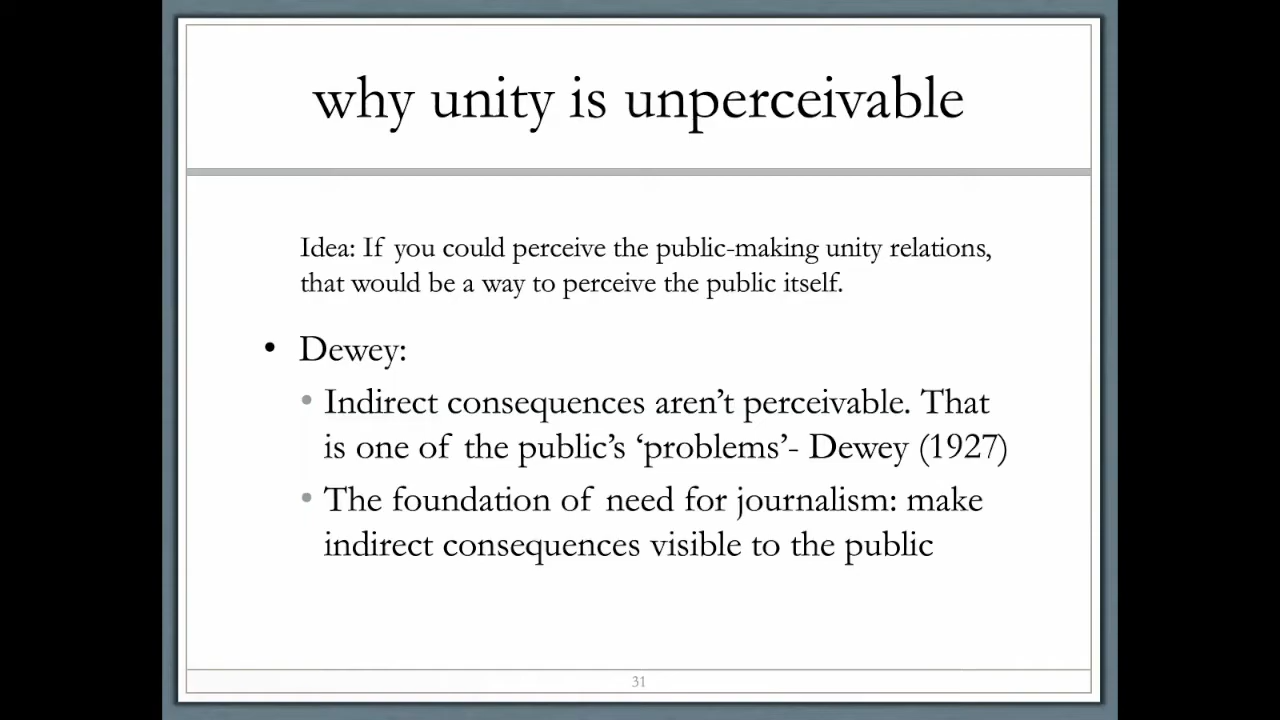 why unity is unperceivable
Idea: If you could perceive the public-making unity relations,
that would be a way to perceive the public itself.
• Dewey:
• Indirect consequences aren’t perceivable. That
is one of the public’s ‘problems’- Dewey (1927)
• The foundation of need for journalism: make
indirect consequences visible to the public
31